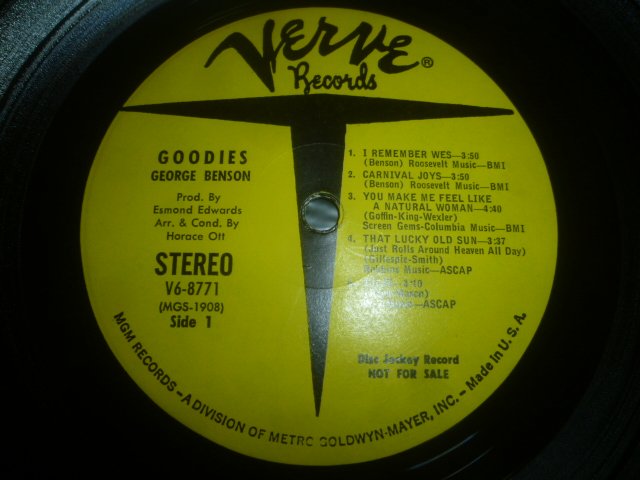 VERVE®
Records
GOODIES
GEORGE BENSON
Prod. By
Esmond Edwards
Arr. & Cond. By
Horace Ott
STEREO
V6-8771
(MGS-1908)
Side 1
1. I REMEMBER WES—3:50
(Benson) Roosevelt Music—BMI
2. CARNIVAL JOYS—3:50
(Benson) Roosevelt Music—BMI
3. YOU MAKE ME FEEL LIKE
A NATURAL WOMAN—4:40
(Goffin-King-Wexler)
Screen Gems-Columbia Music—BMI
4. THAT LUCKY OLD SUN—3:37
(Just Rolls Around Heaven All Day)
(Gillespie-Smith)
Robbins Music—ASCAP
3:10
ASCAP
Disc Jockey Record
NOT FOR SALE
MGM RECORDS – A DIVISION OF METRO GOLDWYN-MAYER, INC. – Made in U. S. A.